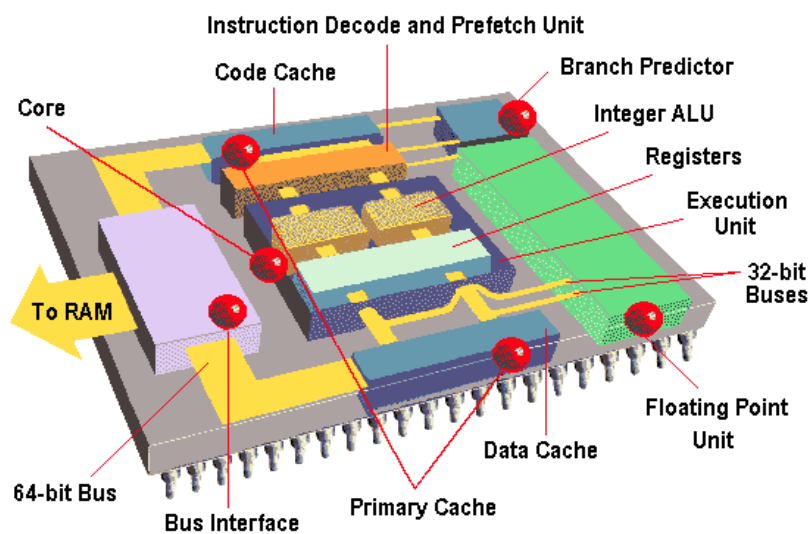 Instruction Decode and Prefetch Unit
Code Cache
Branch Predictor
Core
Integer ALU
Registers
Execution
Unit
To RAM
32-bit
Buses
Floating Point
Unit
Data Cache
64-bit Bus
Primary Cache
Bus Interface